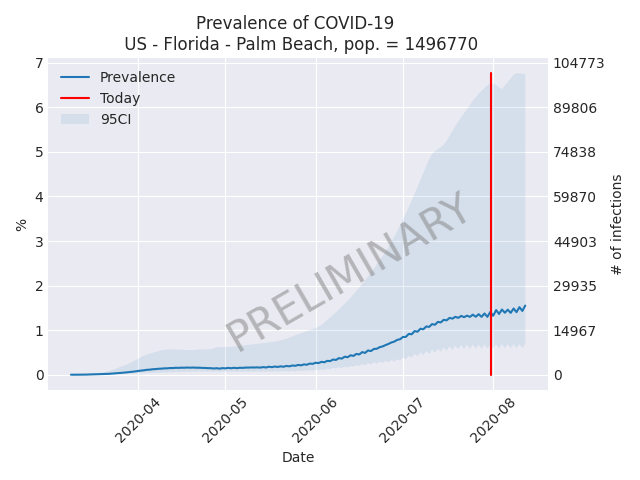 Prevalence of COVID-19
US - Florida - Palm Beach, pop. = 1496770
Prevalence
Today
95CI
PRELIMINARY
7
6
5
4
3
2
1
0
%
104773
89806
74838
59870
44903
29935
14967
0
# of infections
2020-04
2020-05
2020-06
2020-07
2020-08
Date